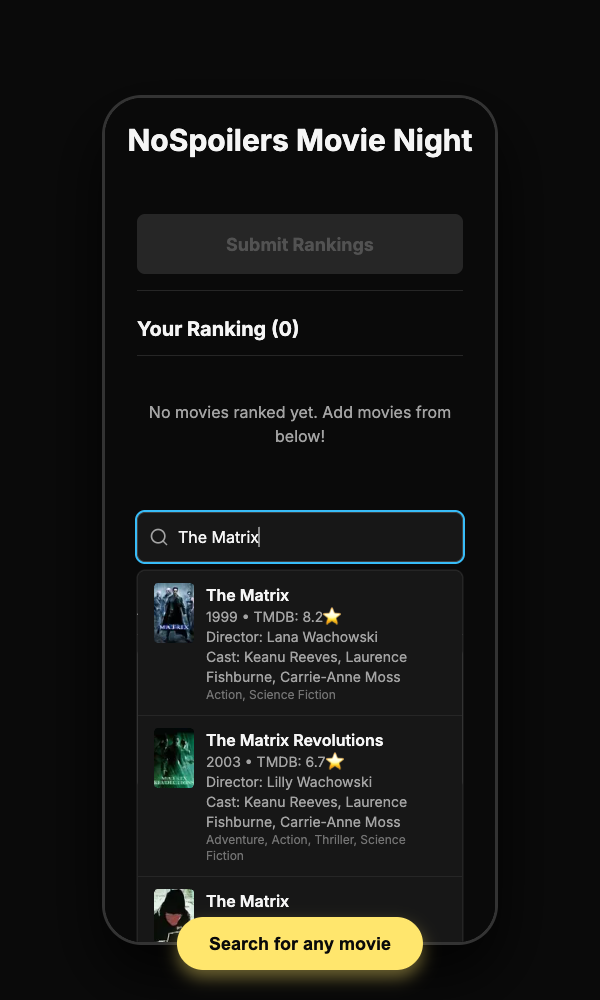 NoSpoilers Movie Night
Submit Rankings
Your Ranking (0)
No movies ranked yet. Add movies from
below!
The Matrix
The Matrix
1999 • TMDB: 8.2⭐
Director: Lana Wachowski
Cast: Keanu Reeves, Laurence
Fishburne, Carrie-Anne Moss
Action, Science Fiction
The Matrix Revolutions
2003 • TMDB: 6.7⭐
Director: Lilly Wachowski
Cast: Keanu Reeves, Laurence
Fishburne, Carrie-Anne Moss
Adventure, Action, Thriller, Science
Fiction
The Matrix
Search for any movie